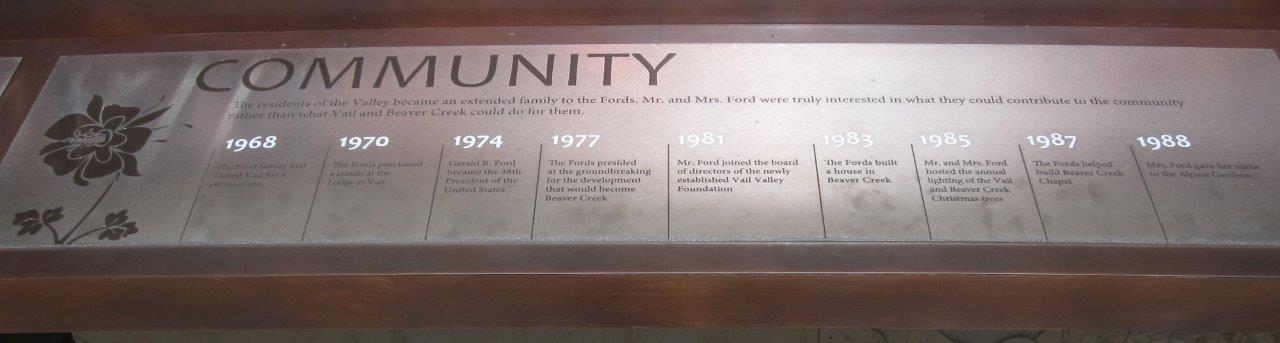 COMMUNITY
The residents of the Valley became an extended family to the Fords. Mr. and Mrs. Ford were truly interested in what they could contribute to the community
rather than what Vail and Beaver Creek could do for them.
1968
The Ford family first
visited Vail for a
ski vacation
1970
The Fords purchased
a condo at the
Lodge at Vail
1974
Gerald R. Ford
became the 38th
President of the
United States
1977
The Fords presided
at the groundbreaking
for the development
that would become
Beaver Creek
1981
Mr. Ford joined the board
of directors of the newly
established Vail Valley
Foundation
1983
The Fords built
a house in
Beaver Creek
1985
Mr. and Mrs. Ford
hosted the annual
lighting of the Vail
and Beaver Creek
Christmas trees
1987
The Fords helped
build Beaver Creek
Chapel
1988
Mrs. Ford gave her name
to the Alpine Gardens